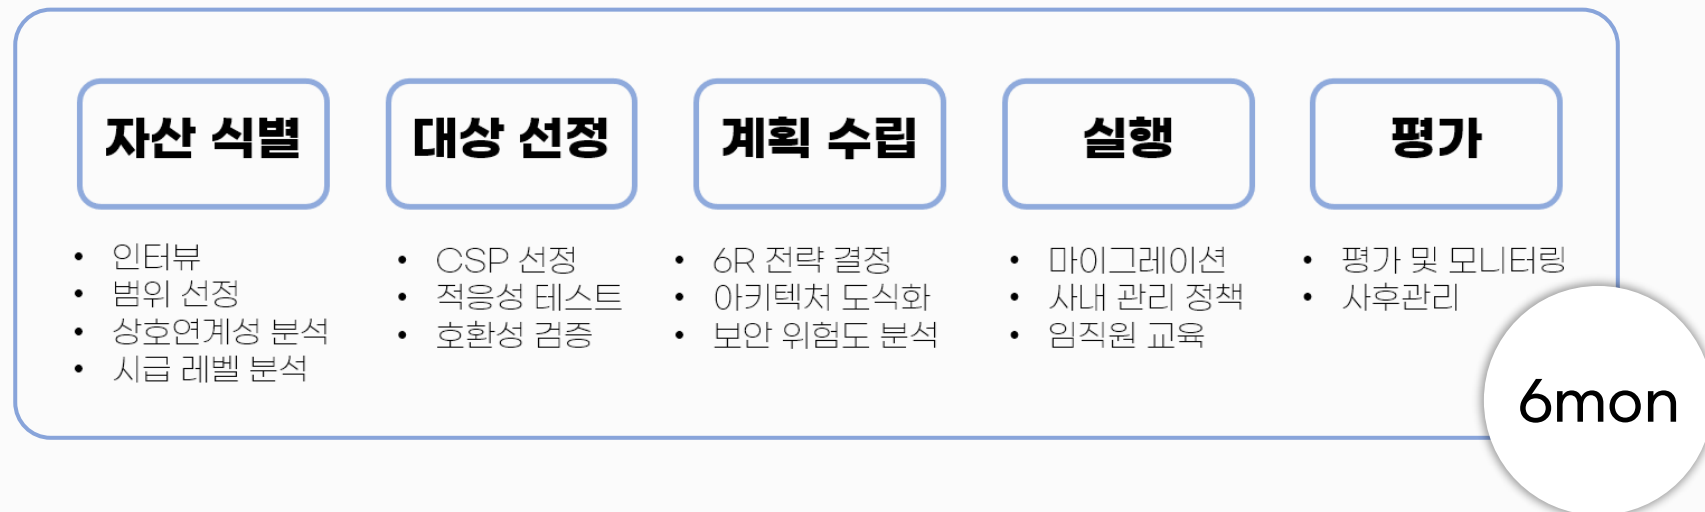 자산 식별
인터뷰
범위 선정
상호연계성 분석
시급 레벨 분석
대상 선정
CSP 선정
적응성 테스트
호환성 검증
계획 수립
6R 전략 결정
아키텍처 도식화
보안 위험도 분석
실행
마이그레이션
사내 관리 정책
임직원 교육
평가
평가 및 모니터링
사후관리
6mon